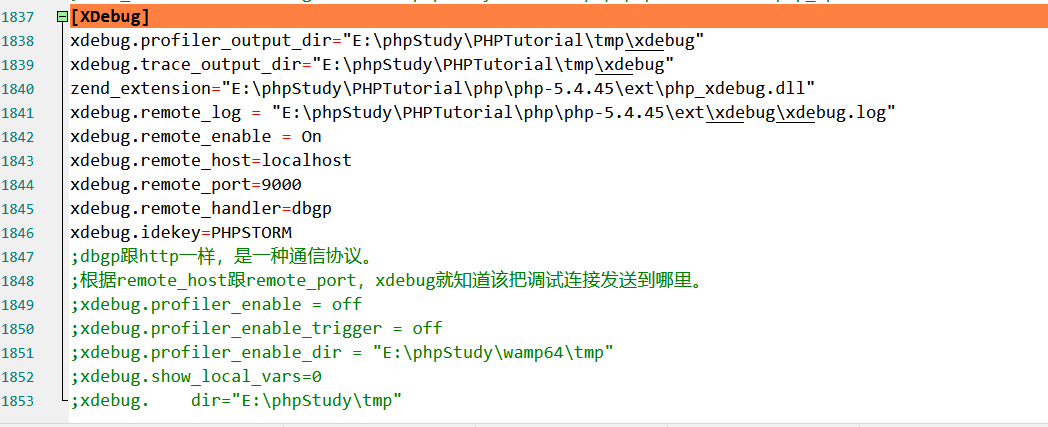 1837 [XDebug]
1838 xdebug.profiler_output_dir="E:\phpStudy\PHPTutorial\tmp\xdebug"
1839 xdebug.trace_output_dir="E:\phpStudy\PHPTutorial\tmp\xdebug"
1840 zend_extension="E:\phpStudy\PHPTutorial\php\php-5.4.45\ext\php_xdebug.dll"
1841 xdebug.remote_log = "E:\phpStudy\PHPTutorial\php\php-5.4.45\ext\xdebug\xdebug.log"
1842 xdebug.remote_enable = On
1843 xdebug.remote_host=localhost
1844 xdebug.remote_port=9000
1845 xdebug.remote_handler=dbgp
1846 xdebug.idekey=PHPSTORM
1847 ;dbgp跟http一样，是一种通信协议。
1848 ;根据remote_host跟remote_port，xdebug就知道该把调试连接发送到哪里。
1849 ;xdebug.profiler_enable = off
1850 ;xdebug.profiler_enable_trigger = off
1851 ;xdebug.profiler_enable_dir = "E:\phpStudy\wamp64\tmp"
1852 ;xdebug.show_local_vars=0
1853 ;xdebug.    dir="E:\phpStudy\tmp"